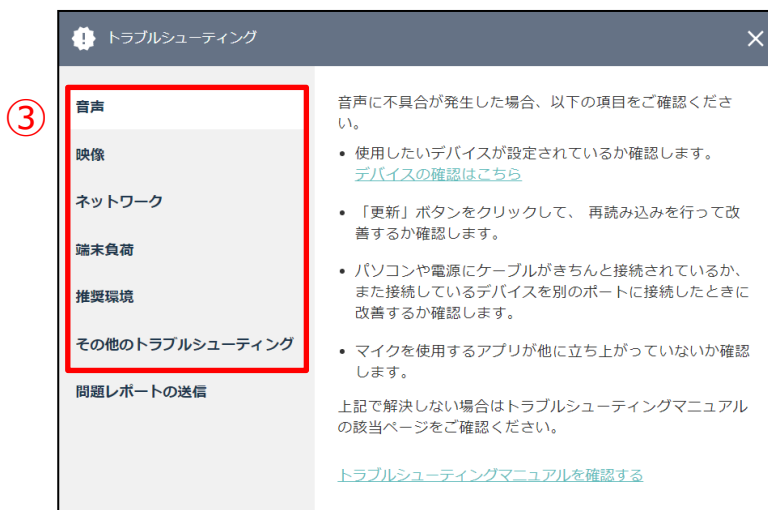 トラブルシューティング
③
音声
映像
ネットワーク
端末負荷
推奨環境
その他のトラブルシューティング
問題レポートの送信
音声に不具合が発生した場合、以下の項目をご確認くださ
い。
• 使用したいデバイスが設定されているか確認します。
デバイスの確認はこちら
• 「更新」ボタンをクリックして、 再読み込みを行って改
善するか確認します。
• パソコンや電源にケーブルがきちんと接続されているか、
また接続しているデバイスを別のポートに接続したときに
改善するか確認します。
• マイクを使用するアプリが他に立ち上がっていないか確認
します。
上記で解決しない場合はトラブルシューティングマニュアル
の該当ページをご確認ください。
トラブルシューティングマニュアルを確認する